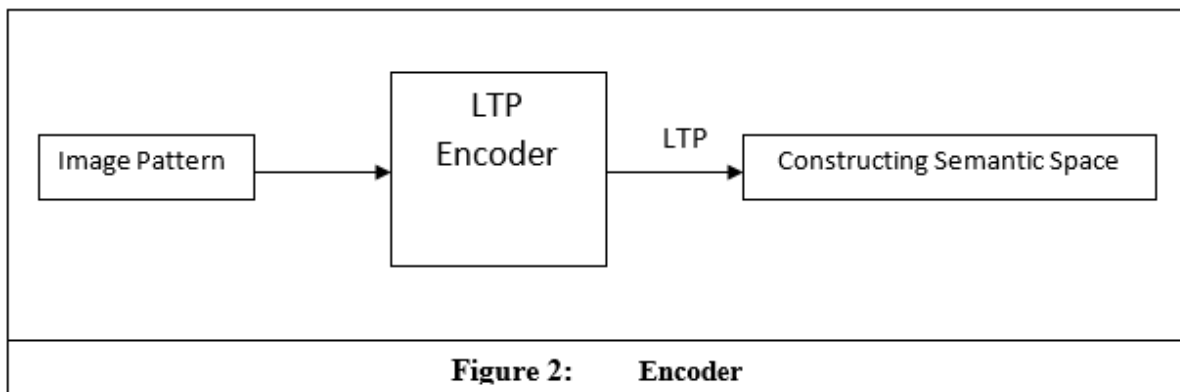 LTP
Encoder
Image Pattern
LTP
Constructing Semantic Space
Figure 2: Encoder